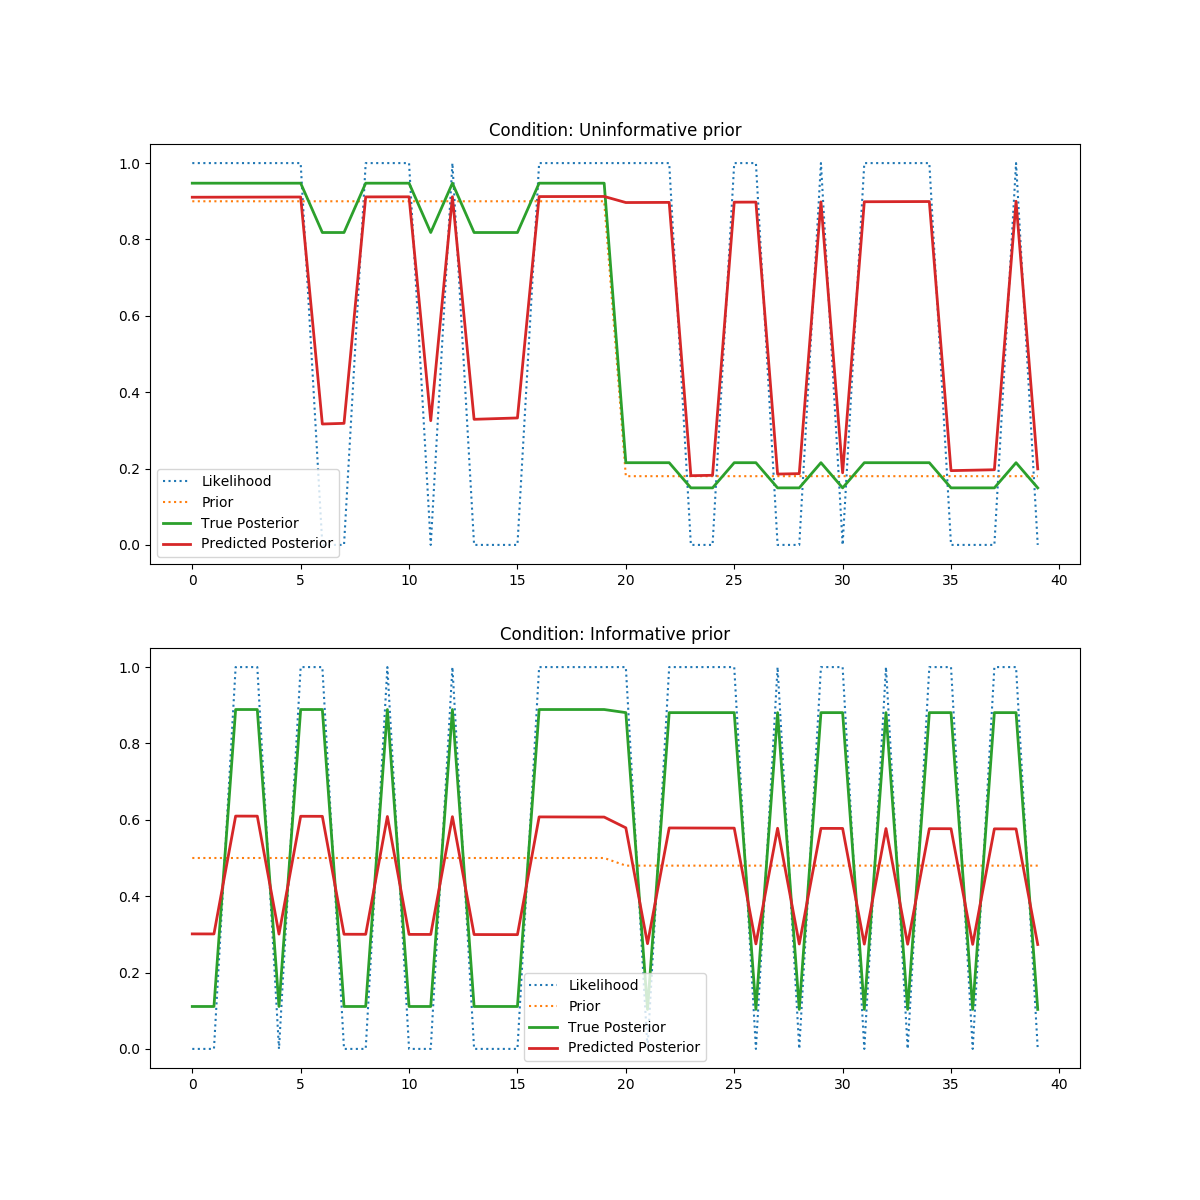 Condition: Uninformative prior
1.0
0.8
0.6
0.4
0.2
0.0
Likelihood
Prior
True Posterior
Predicted Posterior
0 5 10 15 20 25 30 35 40
Condition: Informative prior
1.0
0.8
0.6
0.4
0.2
0.0
Likelihood
Prior
True Posterior
Predicted Posterior
0 5 10 15 20 25 30 35 40